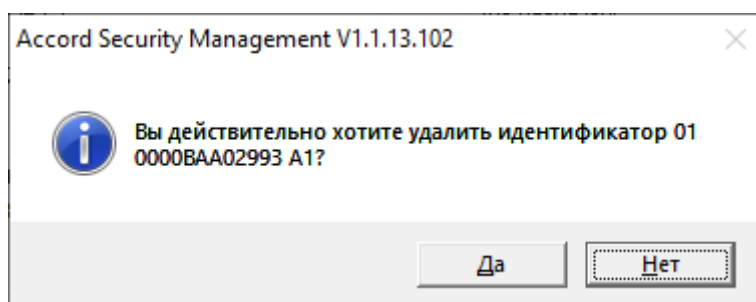 Accord Security Management V1.1.13.102
Вы действительно хотите удалить идентификатор 01
0000BAA02993 A1?
Да
Нет